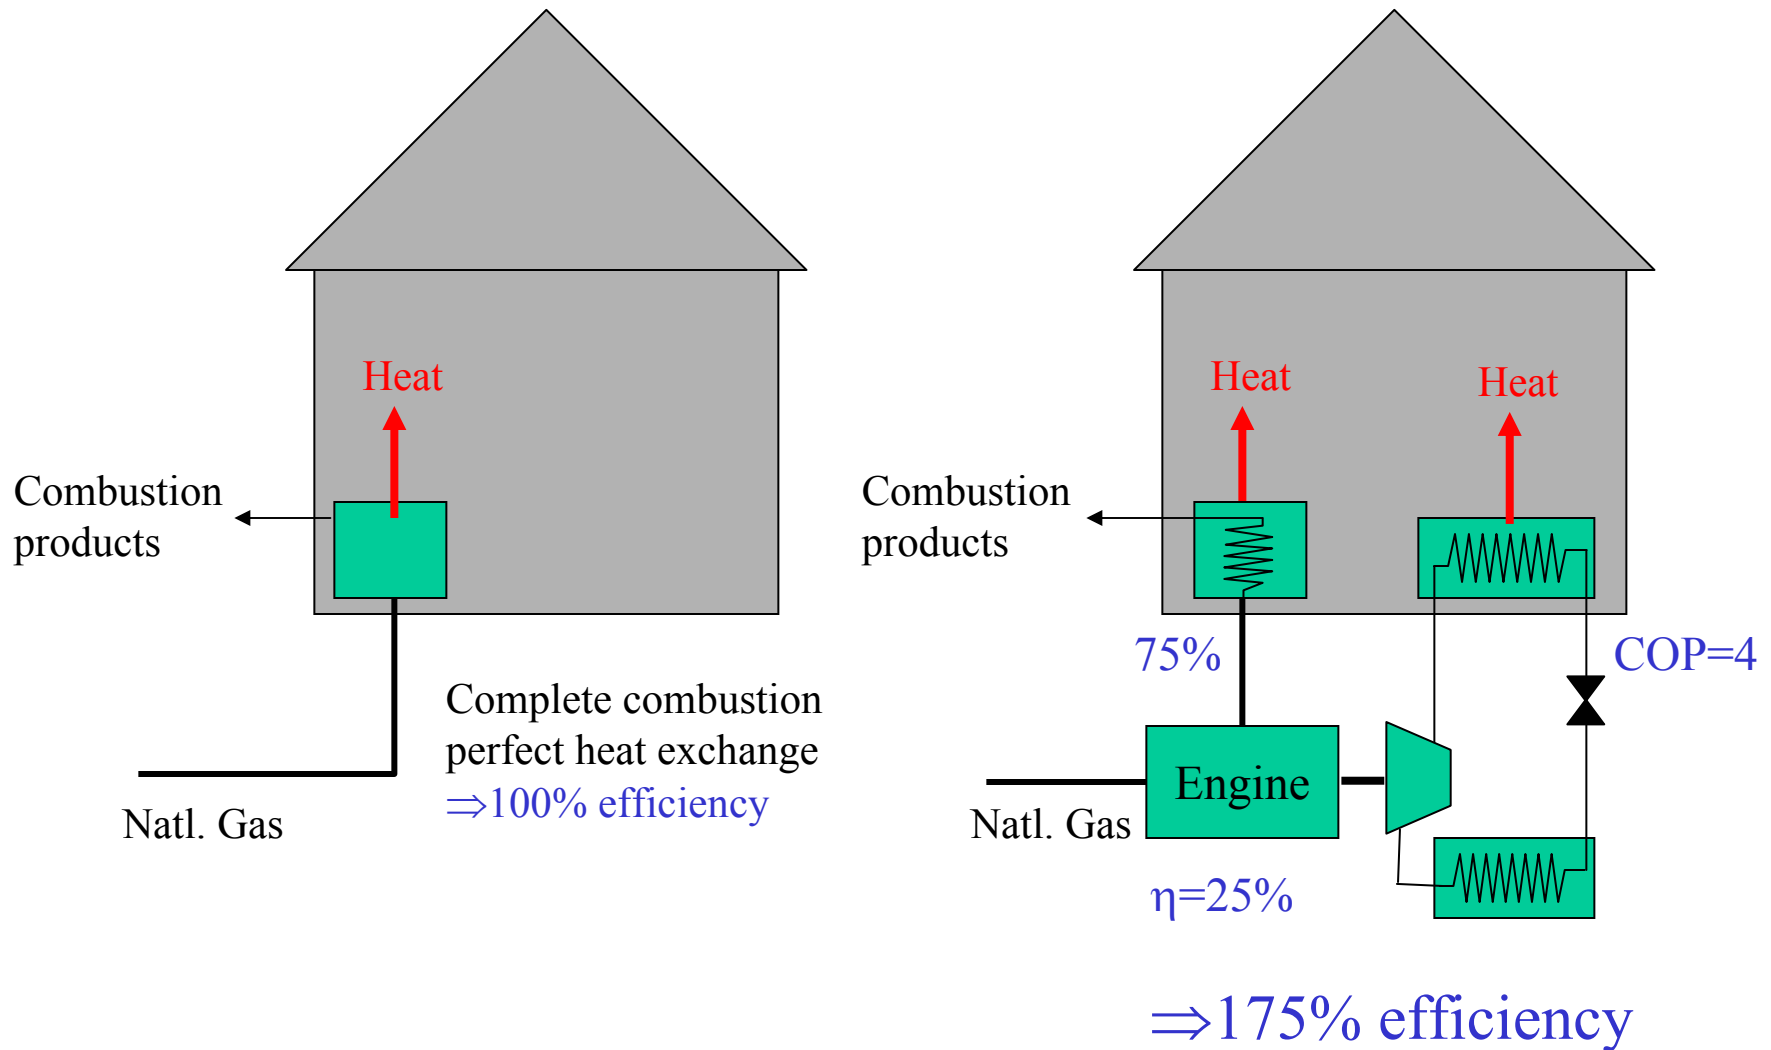 Heat
Combustion
products
Complete combustion
perfect heat exchange
⇒100% efficiency
Natl. Gas
Heat
Heat
Combustion
products
75%
COP=4
Engine
Natl. Gas
η=25%
⇒175% efficiency